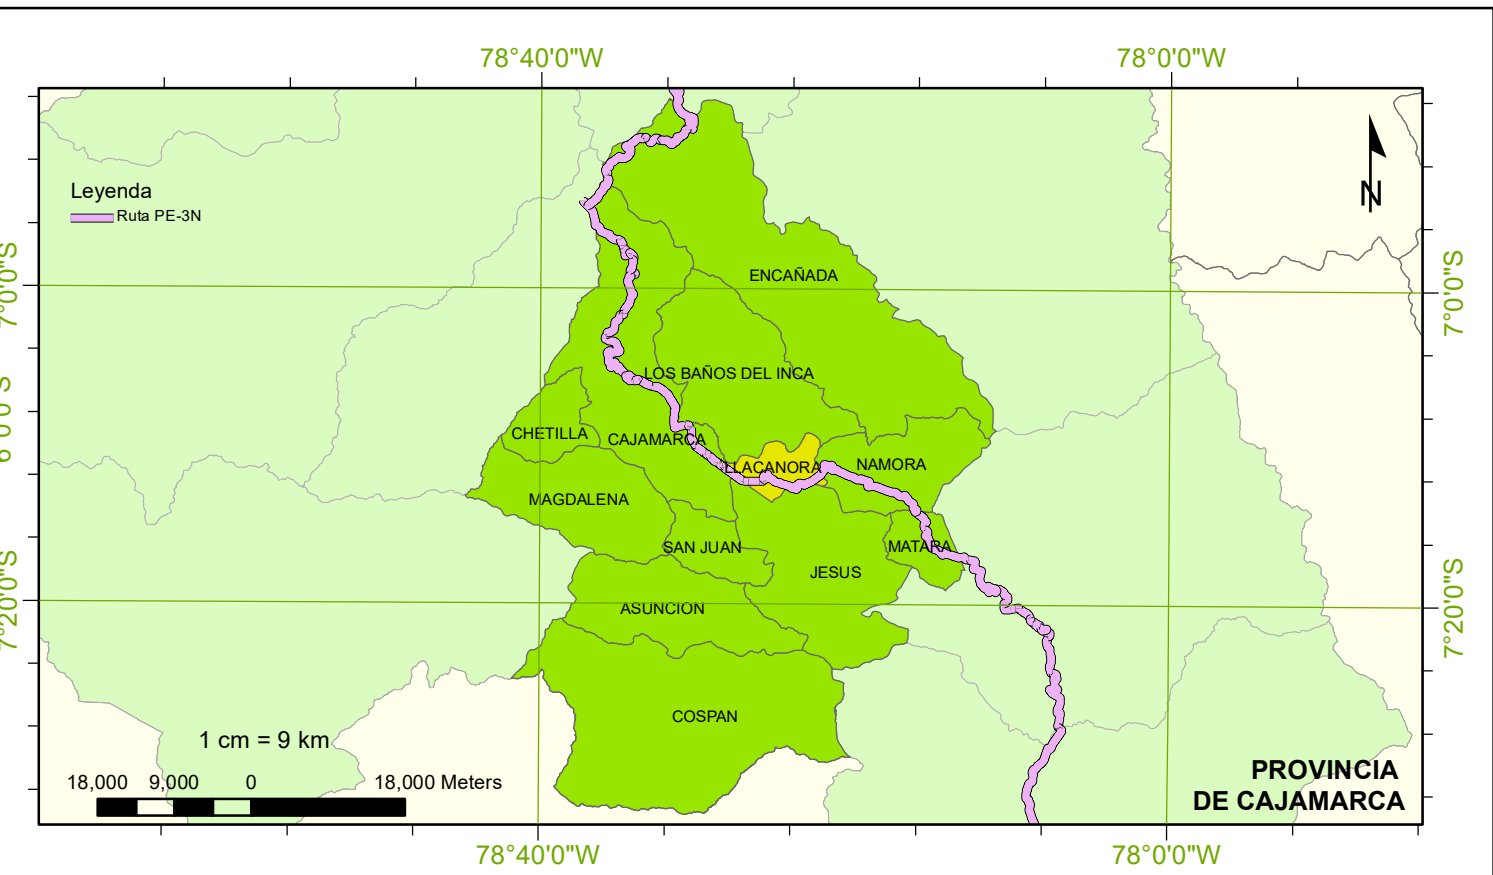 78°40'0"W
78°0'0"W
N
Leyenda
Ruta PE-3N
7°0'0"S
7°0'0"S
ENCAÑADA
LOS BAÑOS DEL INCA
CHETILLA
CAJAMARCA
LLACANORA
NAMORA
MAGDALENA
SAN JUAN
MATARA
JESUS
7°20'0"S
7°20'0"S
ASUNCION
COSPAN
1 cm = 9 km
18,000
9,000
0
18,000 Meters
PROVINCIA
DE CAJAMARCA
78°40'0"W
78°0'0"W